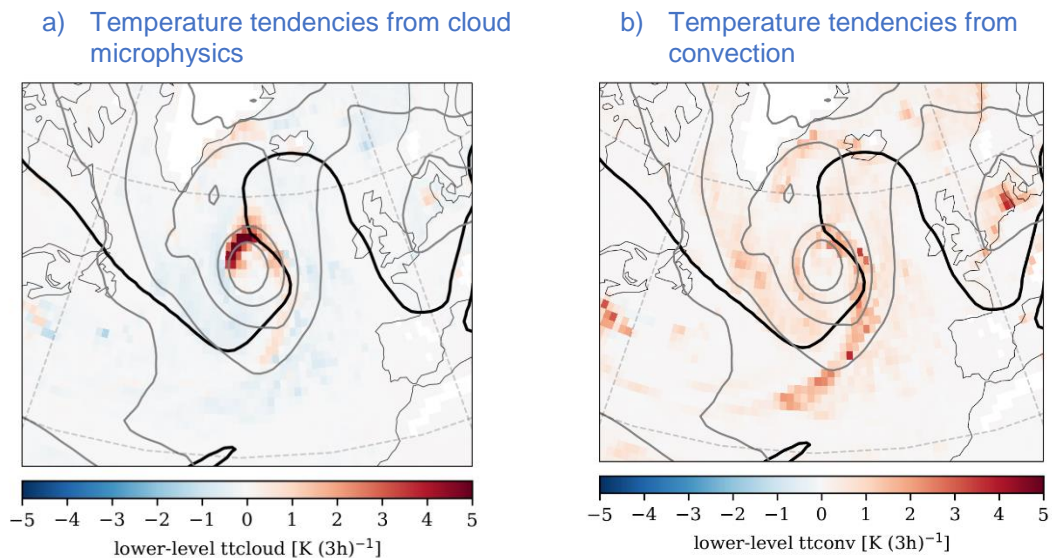 a) Temperature tendencies from cloud
microphysics
b) Temperature tendencies from
convection
−5 −4 −3 −2 −1 0 1 2 3 4 5
lower-level ttcloud [K (3h)⁻¹]
−5 −4 −3 −2 −1 0 1 2 3 4 5
lower-level ttconv [K (3h)⁻¹]